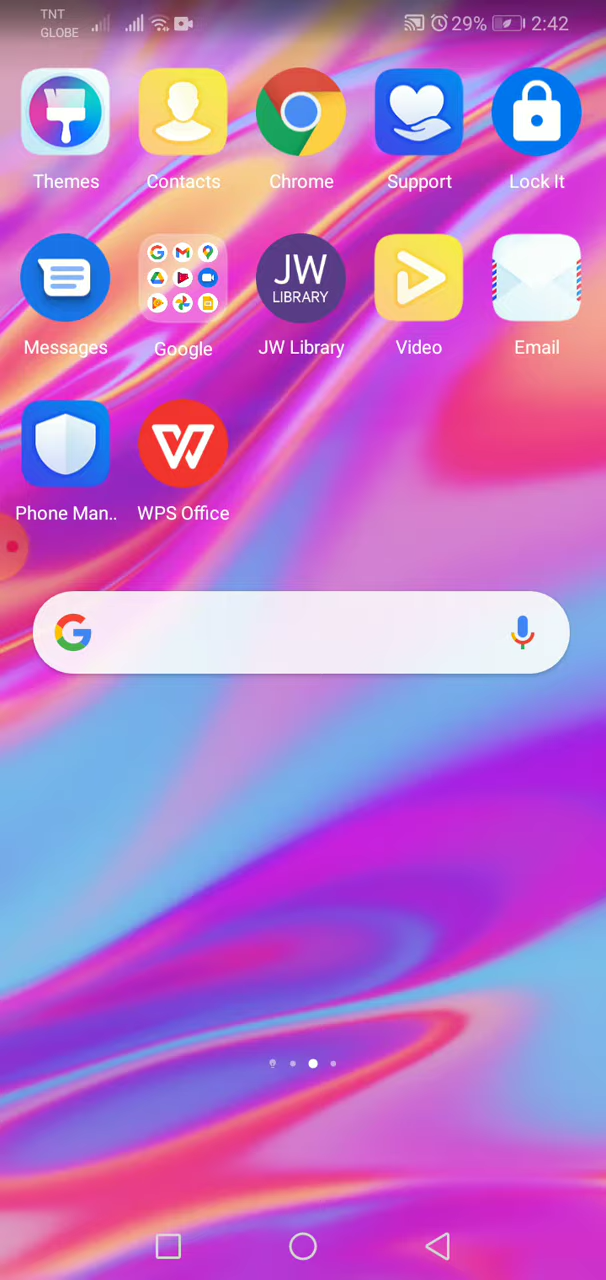 TNT
GLOBE
29% 2:42
Themes Contacts Chrome Support Lock It
JW
LIBRARY
Messages Google JW Library Video Email
Phone Man.. WPS Office